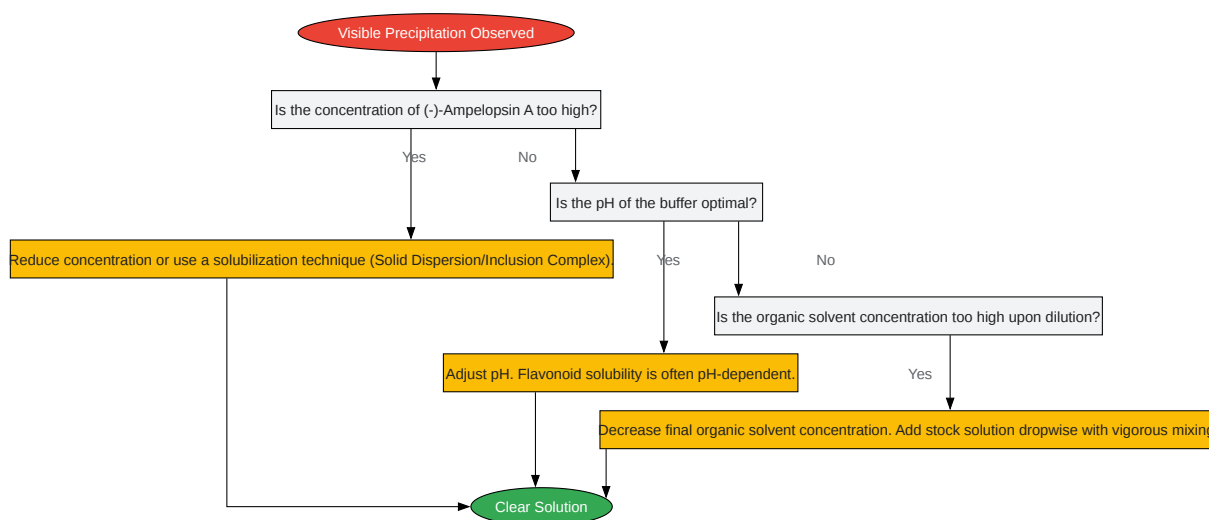 Visible Precipitation Observed
Is the concentration of (-)-Ampelopsin A too high?
Yes
No
Is the pH of the buffer optimal?
Reduce concentration or use a solubilization technique (Solid Dispersion/Inclusion Complex).
Yes
No
Is the organic solvent concentration too high upon dilution?
Adjust pH. Flavonoid solubility is often pH-dependent.
Yes
Decrease final organic solvent concentration. Add stock solution dropwise with vigorous mixing
Clear Solution